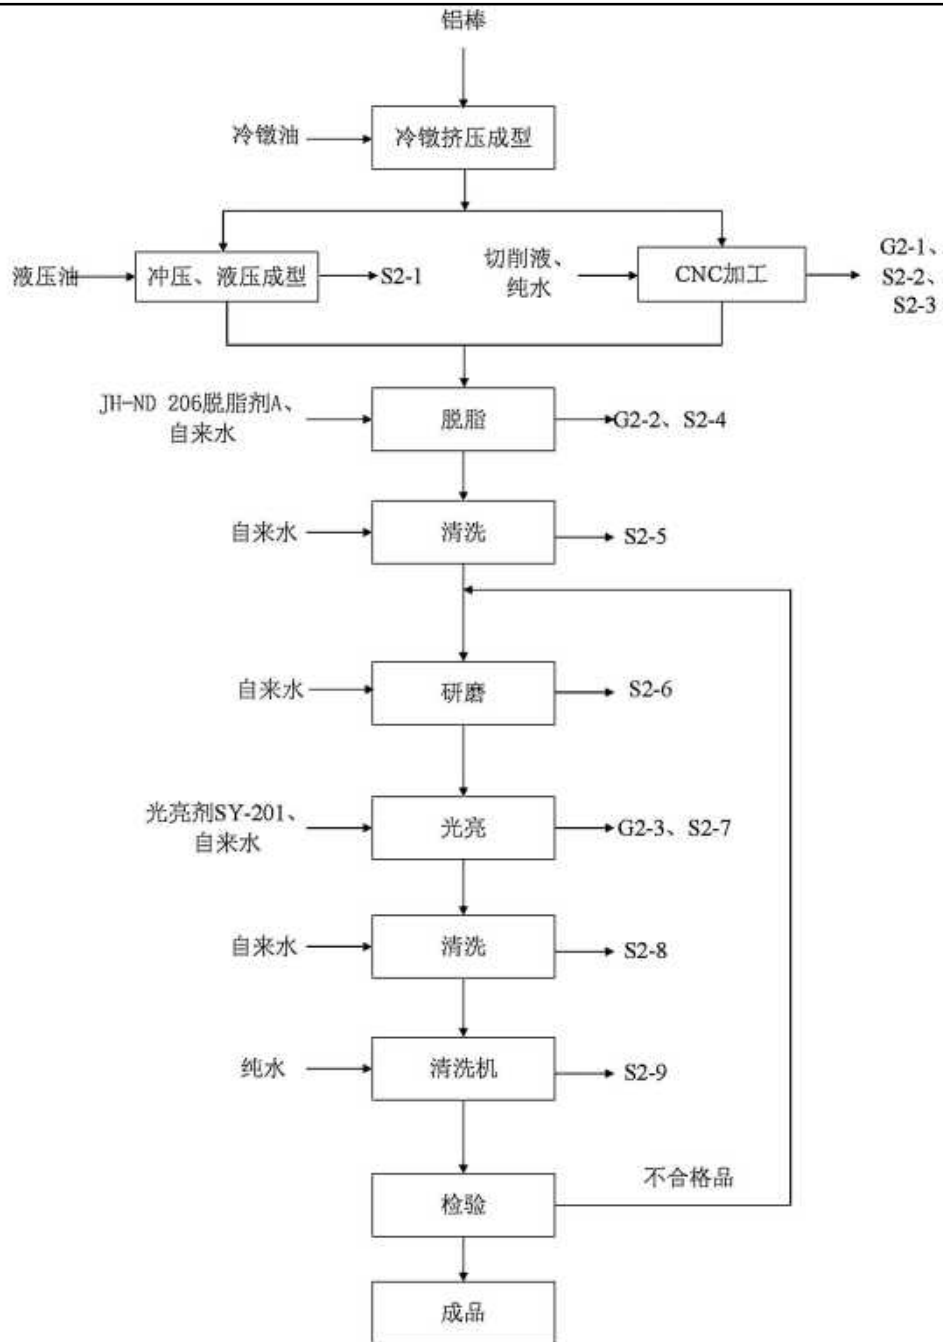 铝棒
冷镦油
冷镦挤压成型
液压油
冲压、液压成型
S2-1
切削液、
纯水
CNC加工
G2-1、
S2-2、
S2-3
JH-ND 206脱脂剂A、
自来水
脱脂
G2-2、S2-4
自来水
清洗
S2-5
自来水
研磨
S2-6
光亮剂SY-201、
自来水
光亮
G2-3、S2-7
自来水
清洗
S2-8
纯水
清洗机
S2-9
不合格品
检验
成品